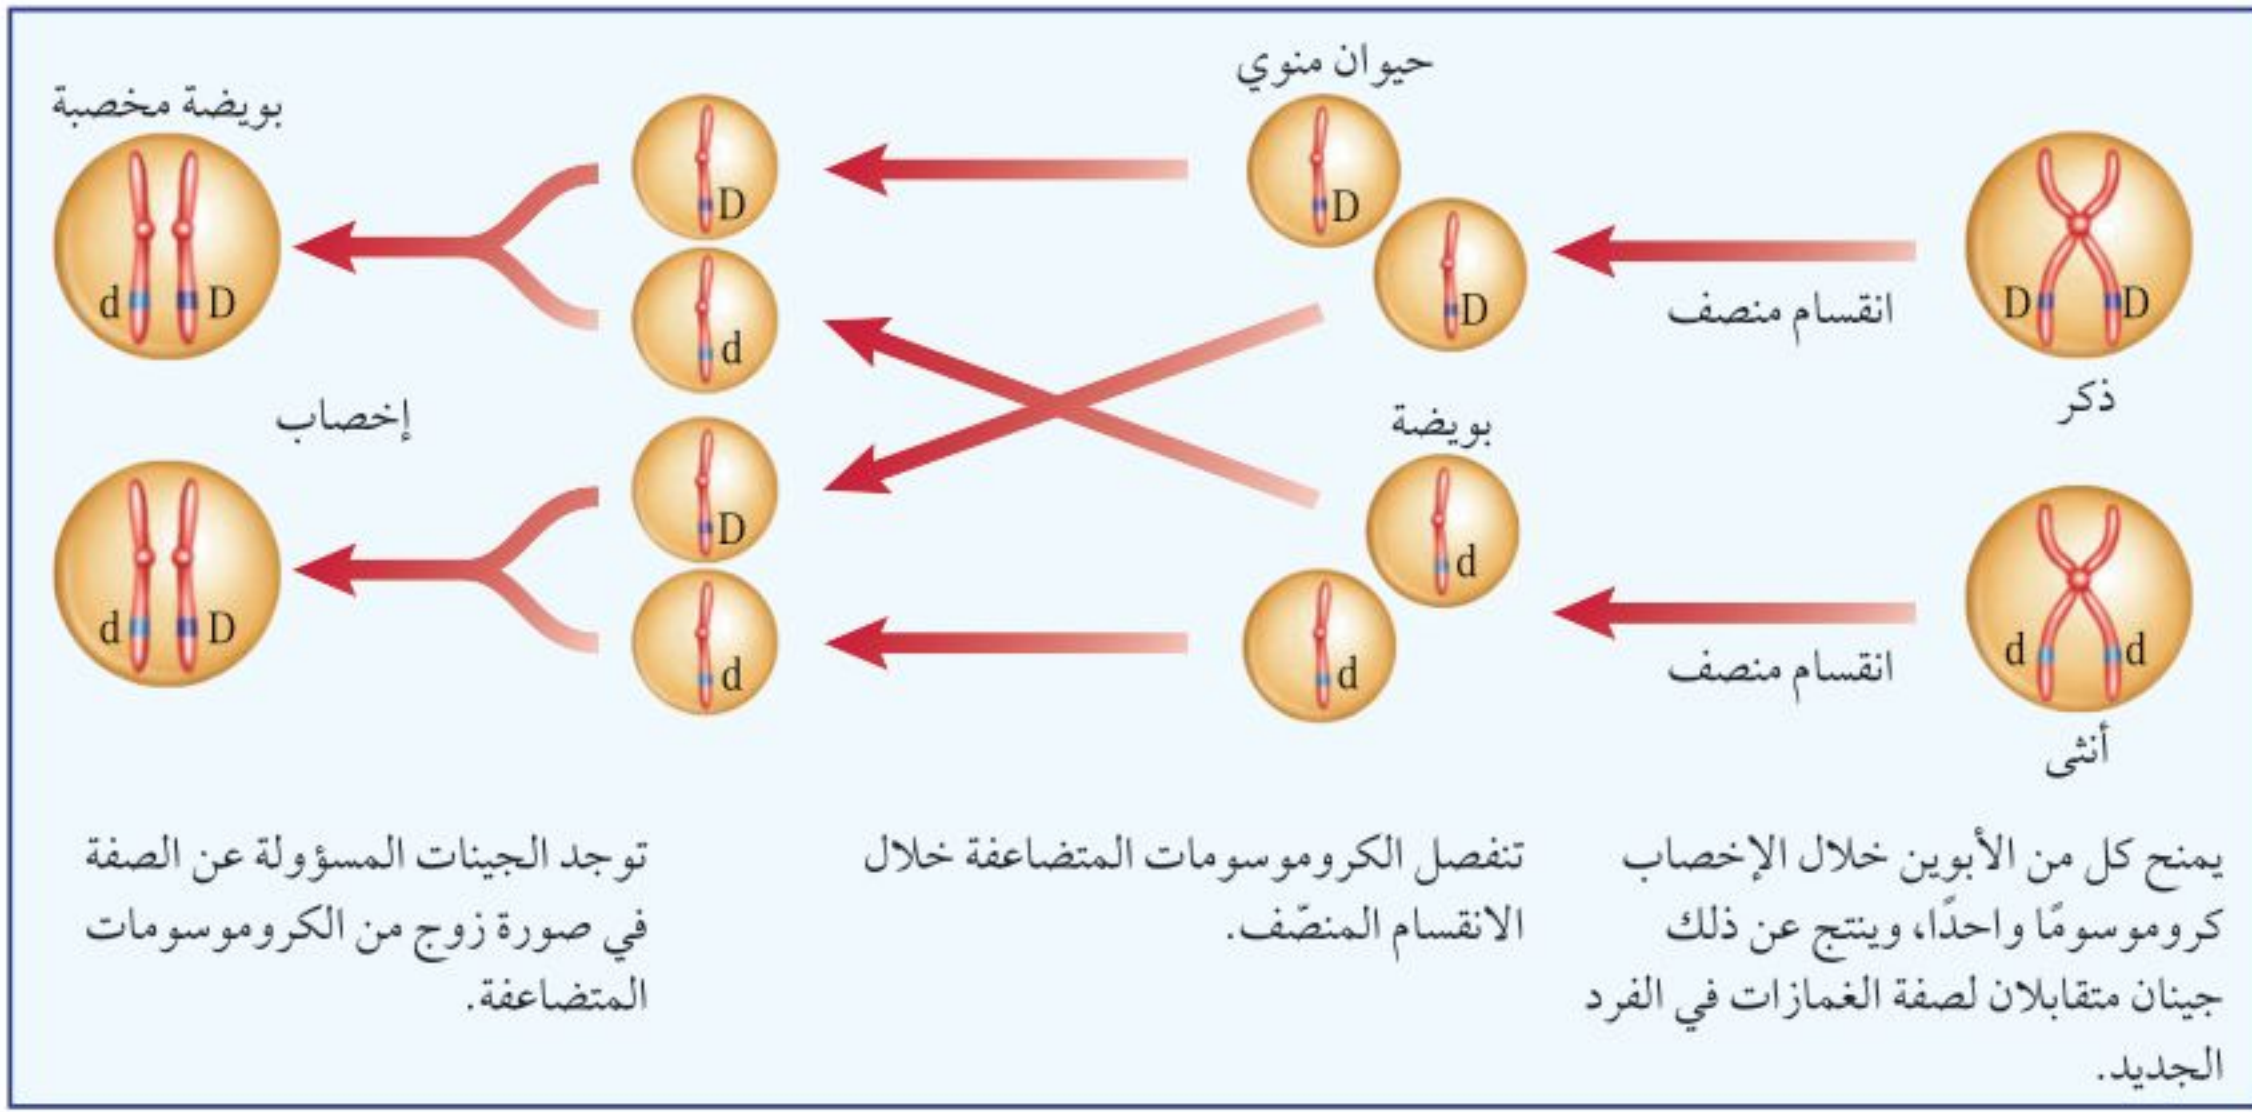 حيوان منوي
بويضة مخصبة
D
D
D
d D
D D
انقسام منصف
d
ذكر
إخصاب
بويضة
D
d
d D
d
d
d d
انقسام منصف
أنثى
يمنح كل من الأبوين خلال الإخصاب
كروموسومًا واحدًا، وينتج عن ذلك
جينان متقابلان لصفة الغمازات في الفرد
الجديد.
تنفصل الكروموسومات المتضاعفة خلال
الانقسام المنصّف.
توجد الجينات المسؤولة عن الصفة
في صورة زوج من الكروموسومات
المتضاعفة.